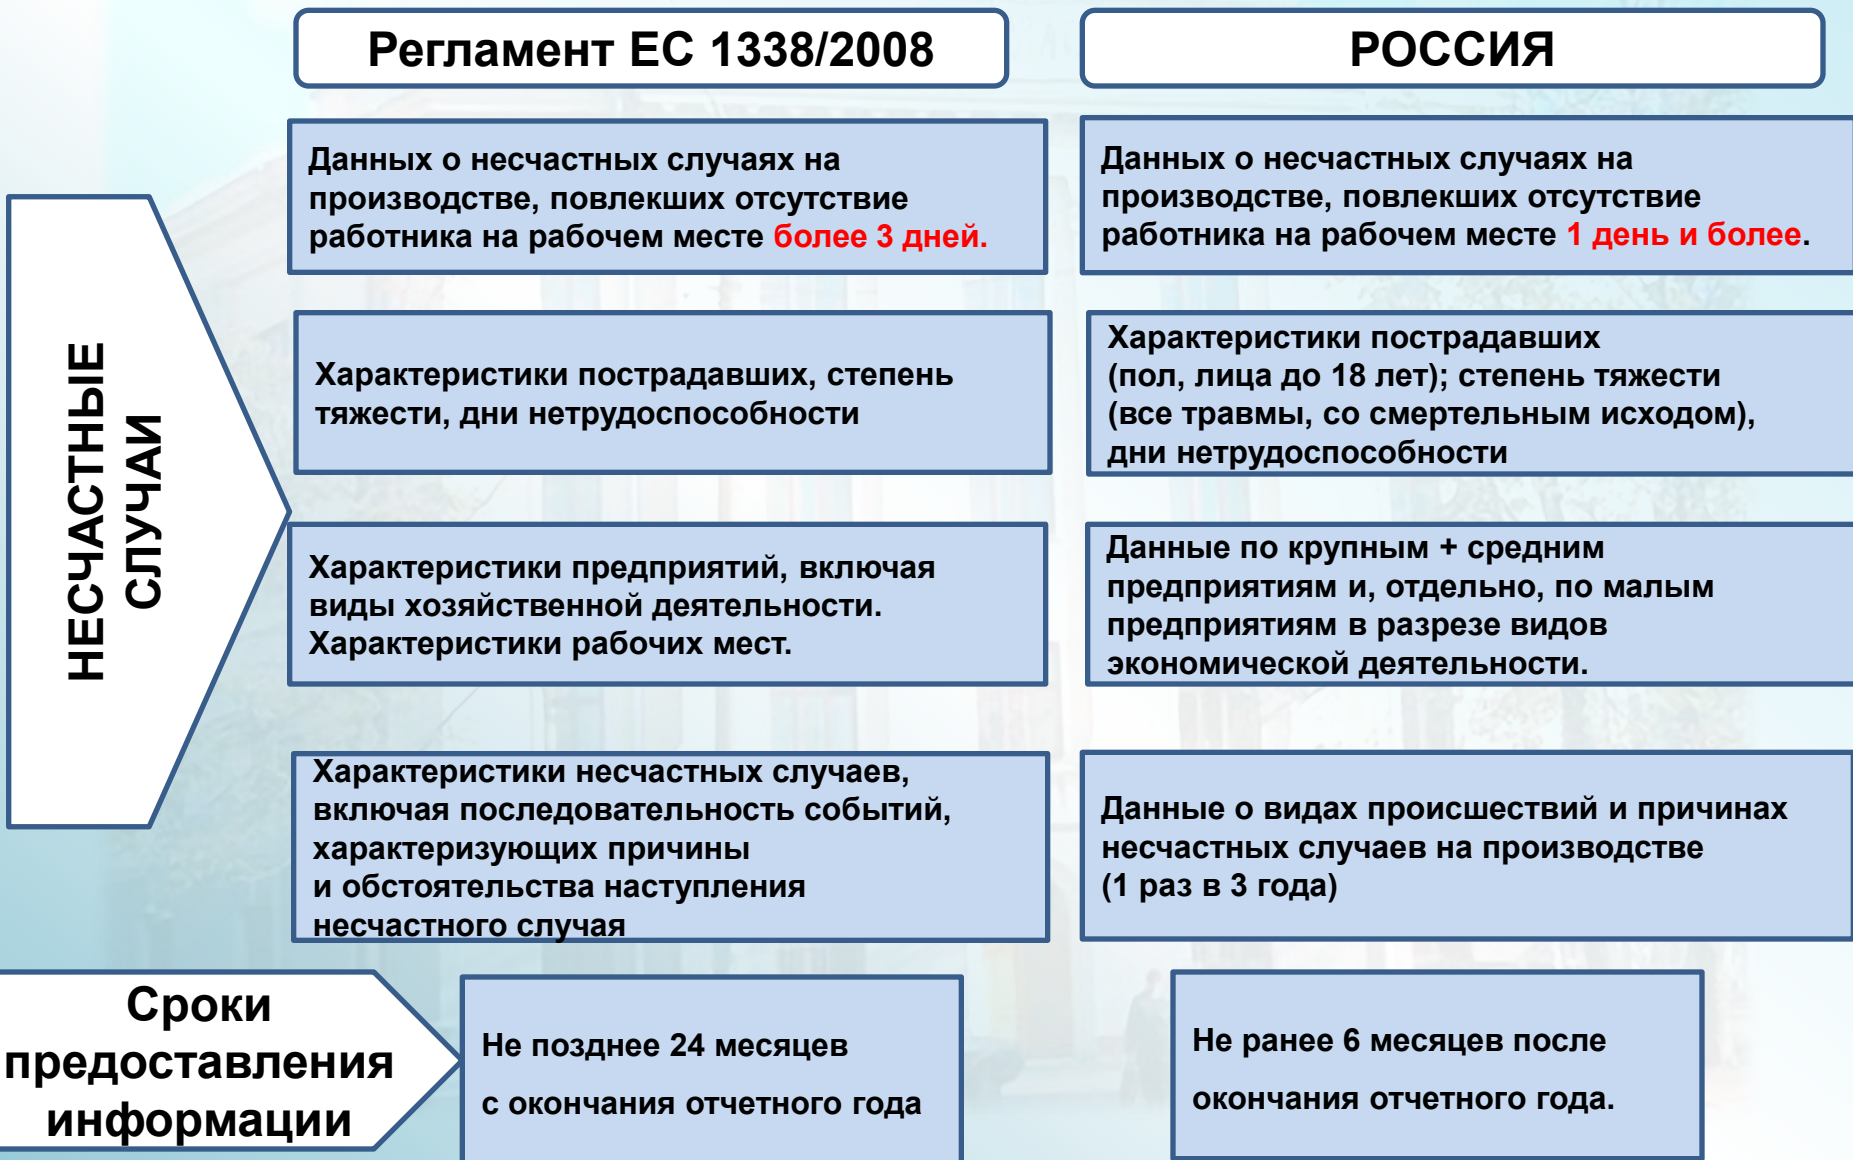 Регламент ЕС 1338/2008
РОССИЯ
НЕСЧАСТНЫЕ
СЛУЧАИ
Данных о несчастных случаях на
производстве, повлекших отсутствие
работника на рабочем месте более 3 дней.
Данных о несчастных случаях на
производстве, повлекших отсутствие
работника на рабочем месте 1 день и более.
Характеристики пострадавших, степень
тяжести, дни нетрудоспособности
Характеристики пострадавших
(пол, лица до 18 лет); степень тяжести
(все травмы, со смертельным исходом),
дни нетрудоспособности
Характеристики предприятий, включая
виды хозяйственной деятельности.
Характеристики рабочих мест.
Данные по крупным + средним
предприятиям и, отдельно, по малым
предприятиям в разрезе видов
экономической деятельности.
Характеристики несчастных случаев,
включая последовательность событий,
характеризующих причины
и обстоятельства наступления
несчастного случая
Данные о видах происшествий и причинах
несчастных случаев на производстве
(1 раз в 3 года)
Сроки
предоставления
информации
Не позднее 24 месяцев
с окончания отчетного года
Не ранее 6 месяцев после
окончания отчетного года.